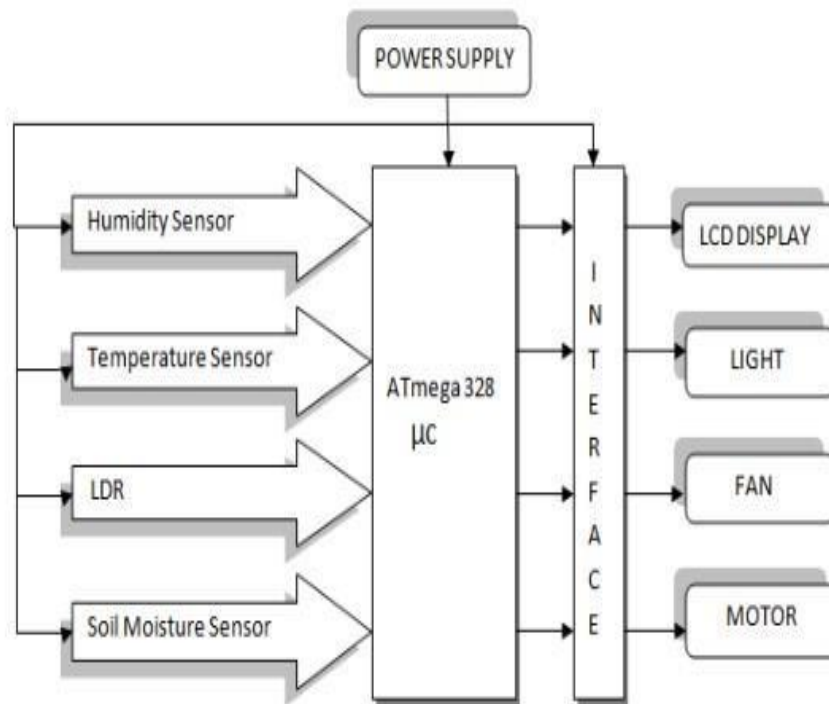 POWER SUPPLY
Humidity Sensor
Temperature Sensor
LDR
Soil Moisture Sensor
ATmega 328
µc
I
N
T
E
R
F
A
C
E
LCD DISPLAY
LIGHT
FAN
MOTOR